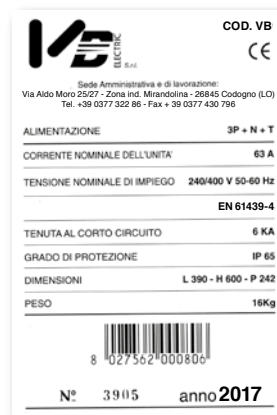 VB ELECTRIC S.r.l.
COD. VB
CE
Sede Amministrativa e di lavorazione:
Via Aldo Moro 25/27 - Zona ind. Mirandolina - 26845 Codogno (LO)
Tel. +39 0377 322 86 - Fax + 39 0377 430 796
ALIMENTAZIONE 3P + N + T
CORRENTE NOMINALE DELL'UNITA' 63 A
TENSIONE NOMINALE DI IMPIEGO 240/400 V 50-60 Hz
EN 61439-4
TENUTA AL CORTO CIRCUITO 6 KA
GRADO DI PROTEZIONE IP 65
DIMENSIONI L 390 - H 600 - P 242
PESO 16Kg
8 027562 000806
Nº 3905 anno 2017